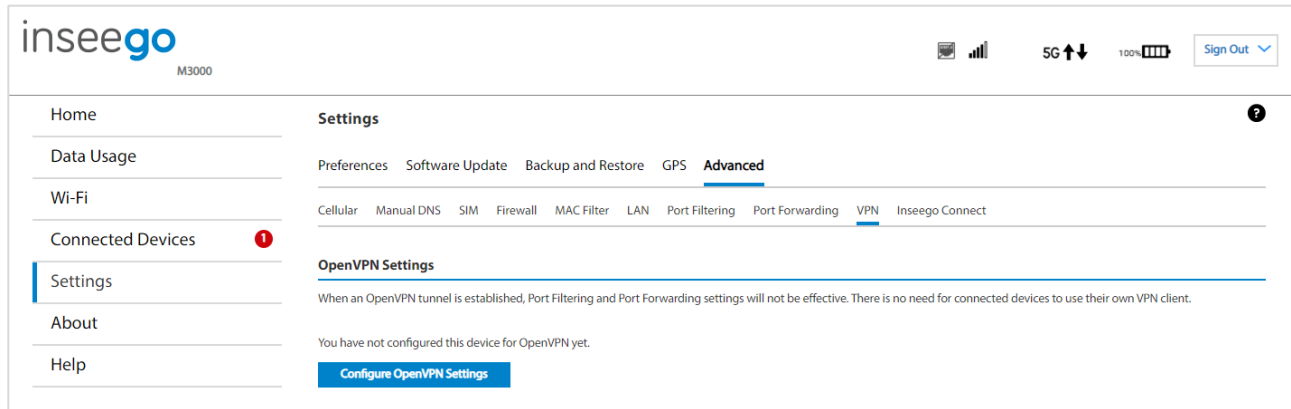 inseego
M3000
5G
100%
Sign Out
Home
Data Usage
Wi-Fi
Connected Devices 1
Settings
About
Help
Settings
?
Preferences Software Update Backup and Restore GPS Advanced
Cellular Manual DNS SIM Firewall MAC Filter LAN Port Filtering Port Forwarding VPN Inseego Connect
OpenVPN Settings
When an OpenVPN tunnel is established, Port Filtering and Port Forwarding settings will not be effective. There is no need for connected devices to use their own VPN client.
You have not configured this device for OpenVPN yet.
Configure OpenVPN Settings